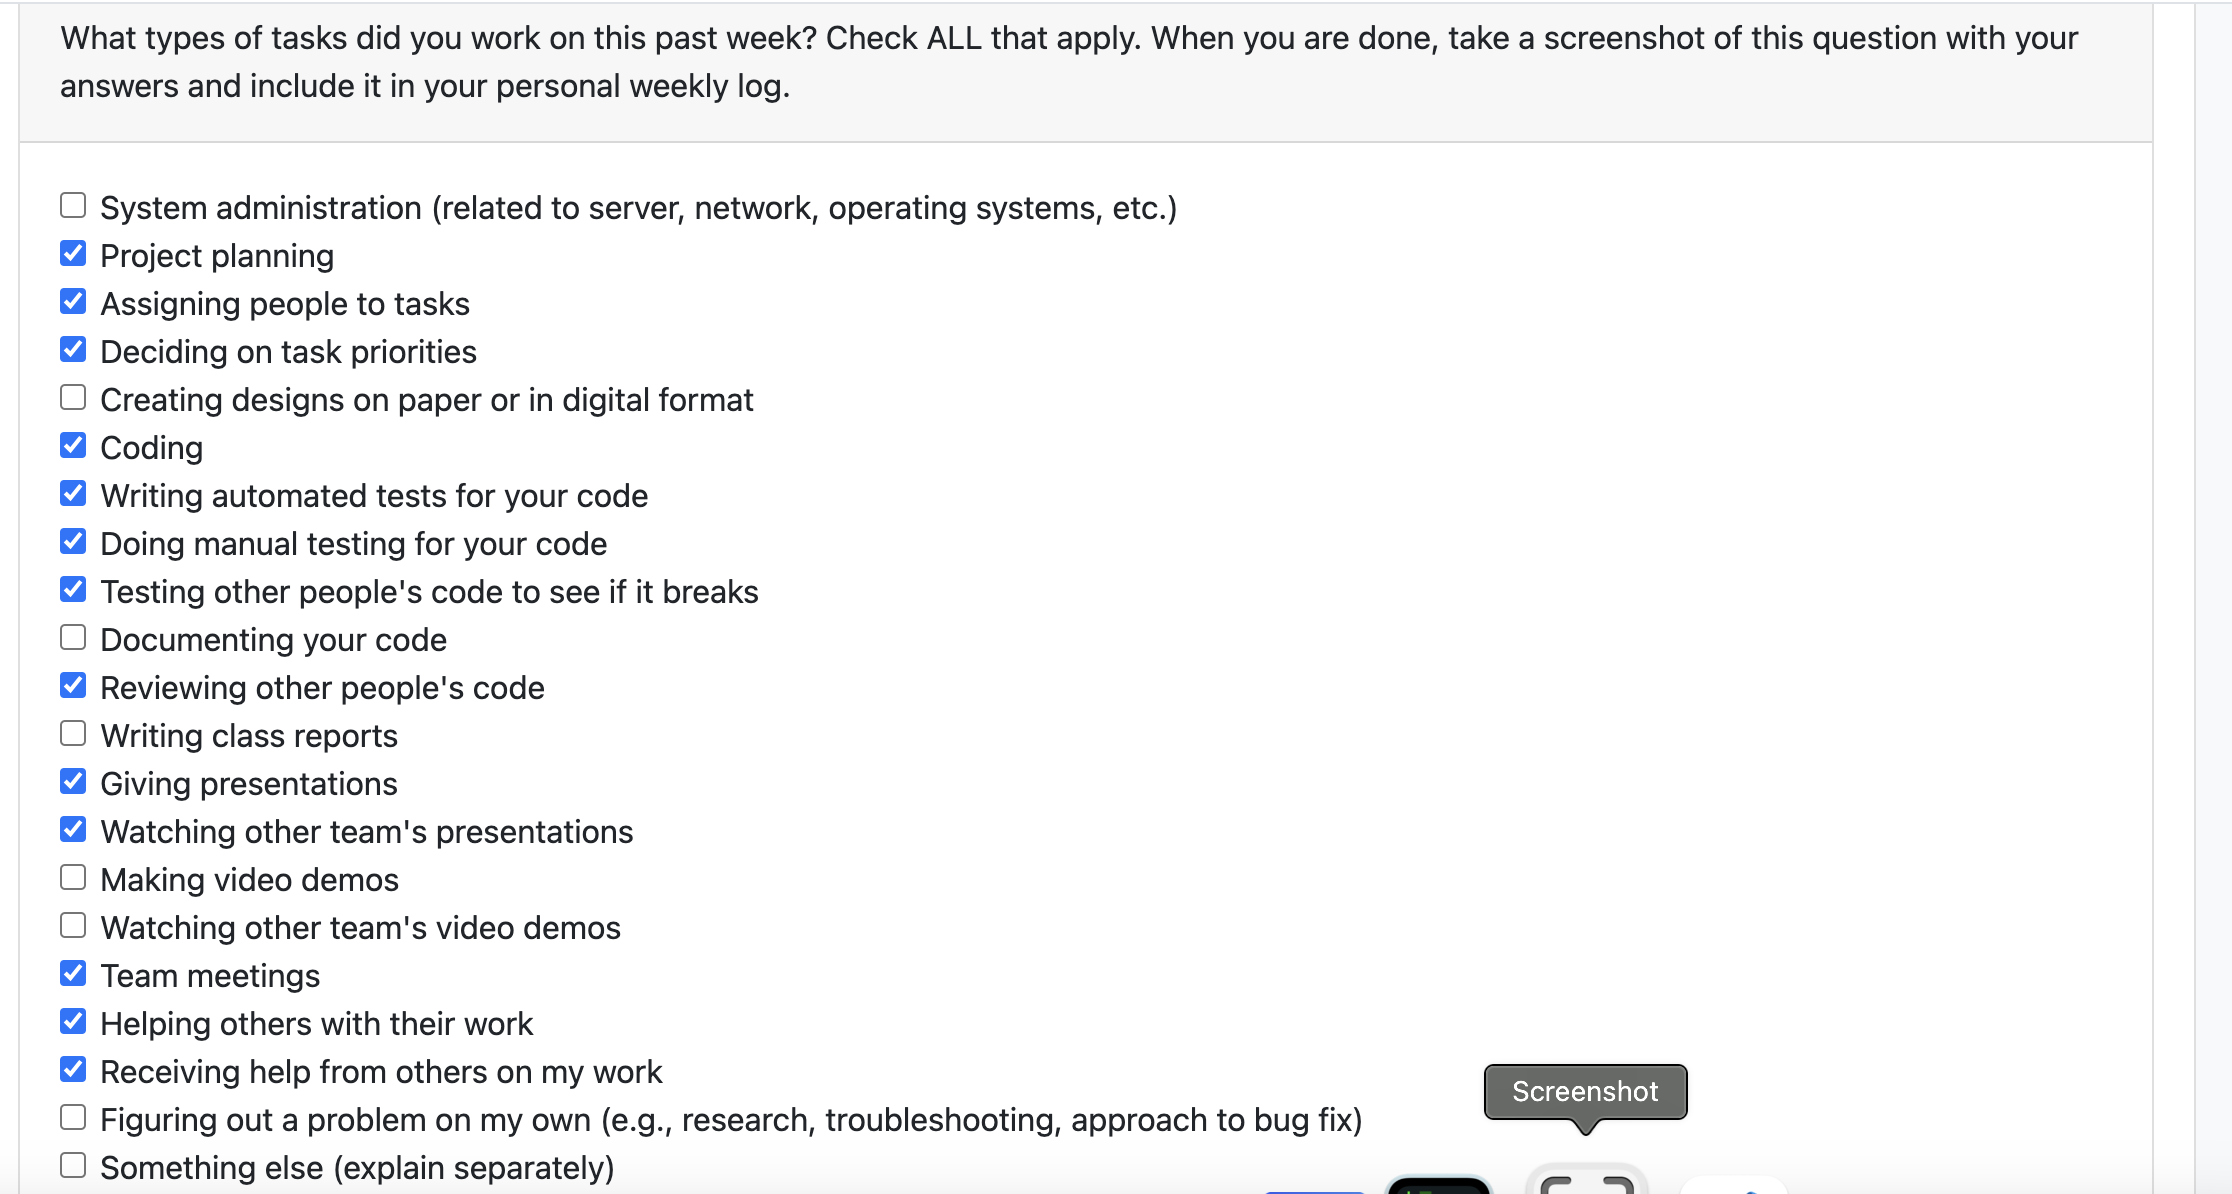 What types of tasks did you work on this past week? Check ALL that apply. When you are done, take a screenshot of this question with your
answers and include it in your personal weekly log.
System administration (related to server, network, operating systems, etc.)
Project planning
Assigning people to tasks
Deciding on task priorities
Creating designs on paper or in digital format
Coding
Writing automated tests for your code
Doing manual testing for your code
Testing other people's code to see if it breaks
Documenting your code
Reviewing other people's code
Writing class reports
Giving presentations
Watching other team's presentations
Making video demos
Watching other team's video demos
Team meetings
Helping others with their work
Receiving help from others on my work
Screenshot
Figuring out a problem on my own (e.g., research, troubleshooting, approach to bug fix)
Something else (explain separately)